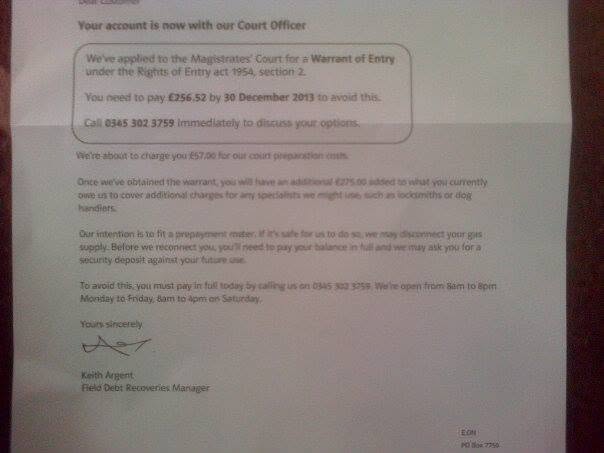 Dear Customer
Your account is now with our Court Officer
We've applied to the Magistrates' Court for a Warrant of Entry
under the Rights of Entry act 1954, section 2.
You need to pay £256.52 by 30 December 2013 to avoid this.
Call 0345 302 3759 immediately to discuss your options.
We're about to charge you £57.00 for our court preparation costs.
Once we've obtained the warrant, you will have an additional £275.00 added to what you currently
owe us to cover additional charges for any specialists we might use, such as locksmiths or dog
handlers.
Our intention is to fit a prepayment meter. If it's safe for us to do so, we may disconnect your gas
supply. Before we reconnect you, you'll need to pay your balance in full and we may ask you for a
security deposit against your future use.
To avoid this, you must pay in full today by calling us on 0345 302 3759. We're open from 8am to 8pm
Monday to Friday, 8am to 4pm on Saturday.
Yours sincerely
Keith Argent
Field Debt Recoveries Manager
E.ON
PO Box 7759